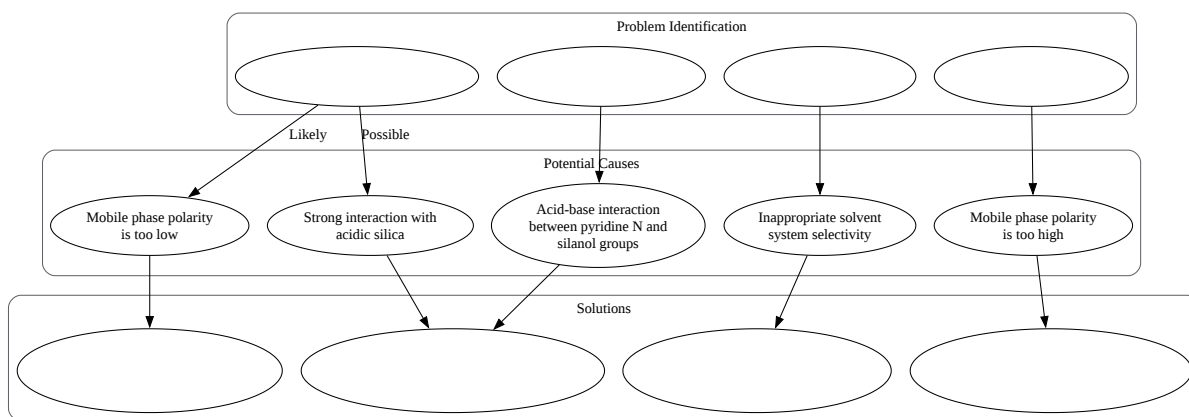 Problem Identification
Likely
Possible
Potential Causes
Mobile phase polarity
is too low
Strong interaction with
acidic silica
Acid-base interaction
between pyridine N and
silanol groups
Inappropriate solvent
system selectivity
Mobile phase polarity
is too high
Solutions